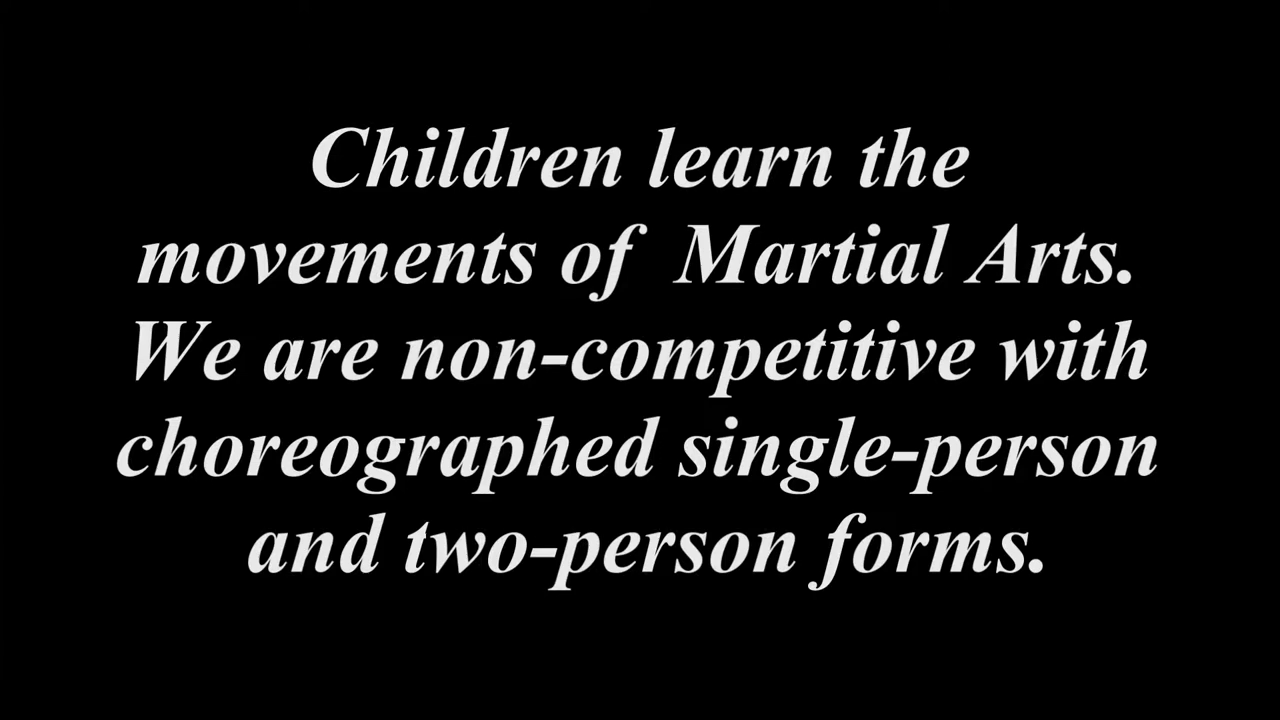 Children learn the
movements of  Martial Arts.
We are non-competitive with
choreographed single-person
and two-person forms.